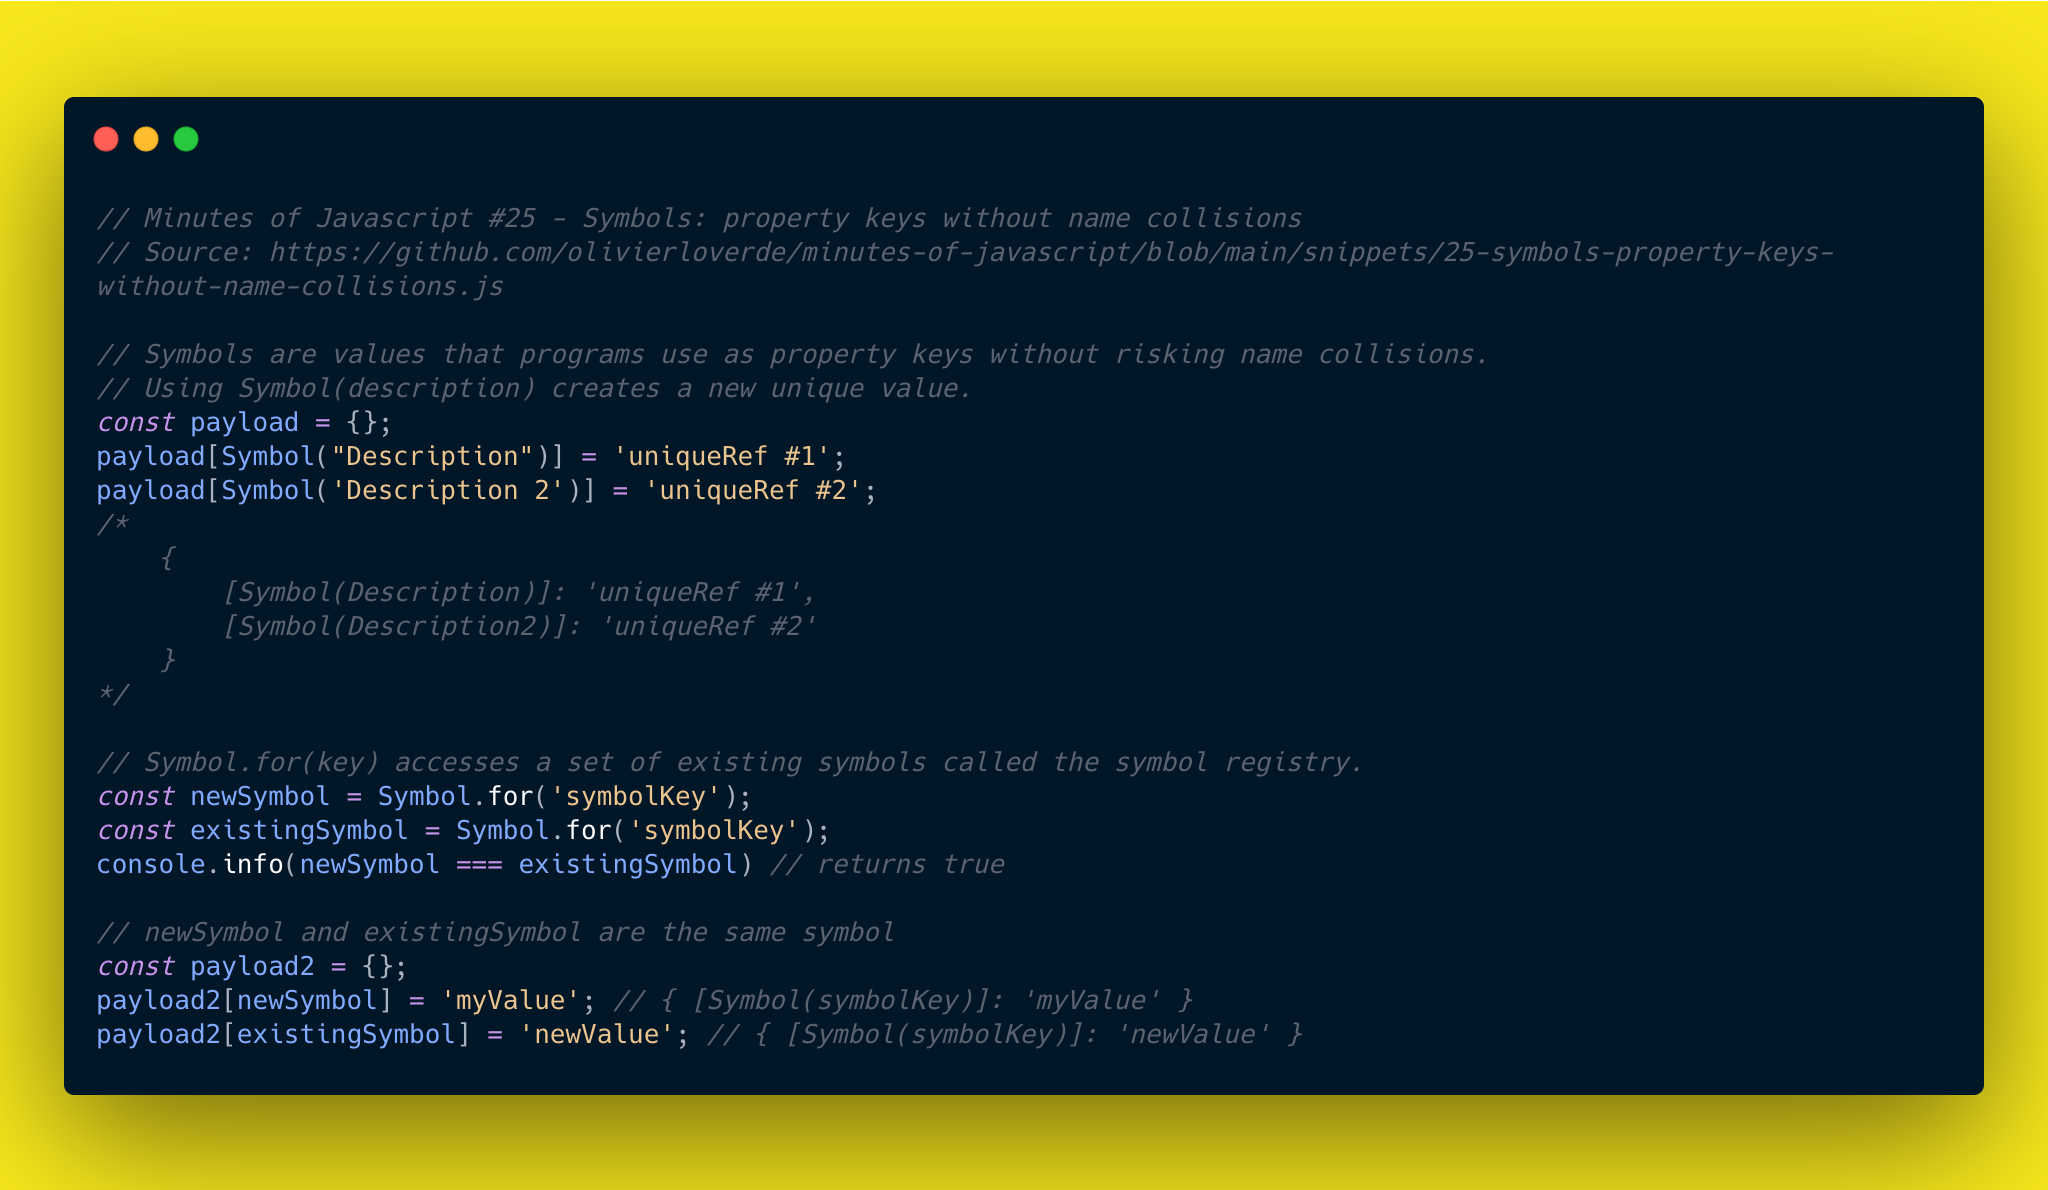 // Minutes of Javascript #25 - Symbols: property keys without name collisions
// Source: https://github.com/olivierloverde/minutes-of-javascript/blob/main/snippets/25-symbols-property-keys-
without-name-collisions.js

// Symbols are values that programs use as property keys without risking name collisions.
// Using Symbol(description) creates a new unique value.
const payload = {};
payload[Symbol("Description")] = 'uniqueRef #1';
payload[Symbol('Description 2')] = 'uniqueRef #2';
/*
    {
        [Symbol(Description)]: 'uniqueRef #1',
        [Symbol(Description2)]: 'uniqueRef #2'
    }
*/

// Symbol.for(key) accesses a set of existing symbols called the symbol registry.
const newSymbol = Symbol.for('symbolKey');
const existingSymbol = Symbol.for('symbolKey');
console.info(newSymbol === existingSymbol) // returns true

// newSymbol and existingSymbol are the same symbol
const payload2 = {};
payload2[newSymbol] = 'myValue'; // { [Symbol(symbolKey)]: 'myValue' }
payload2[existingSymbol] = 'newValue'; // { [Symbol(symbolKey)]: 'newValue' }